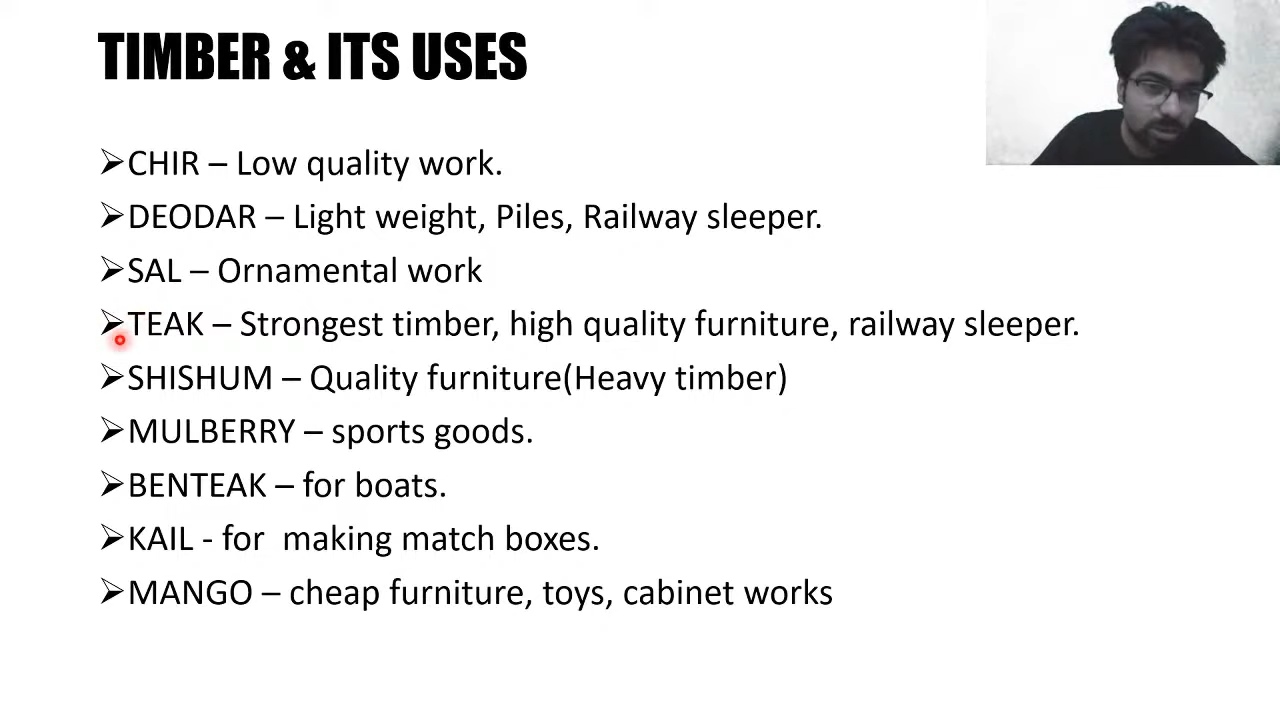 TIMBER & ITS USES
➢CHIR – Low quality work.
➢DEODAR – Light weight, Piles, Railway sleeper.
➢SAL – Ornamental work
➢TEAK – Strongest timber, high quality furniture, railway sleeper.
➢SHISHUM – Quality furniture(Heavy timber)
➢MULBERRY – sports goods.
➢BENTEAK – for boats.
➢KAIL - for  making match boxes.
➢MANGO – cheap furniture, toys, cabinet works